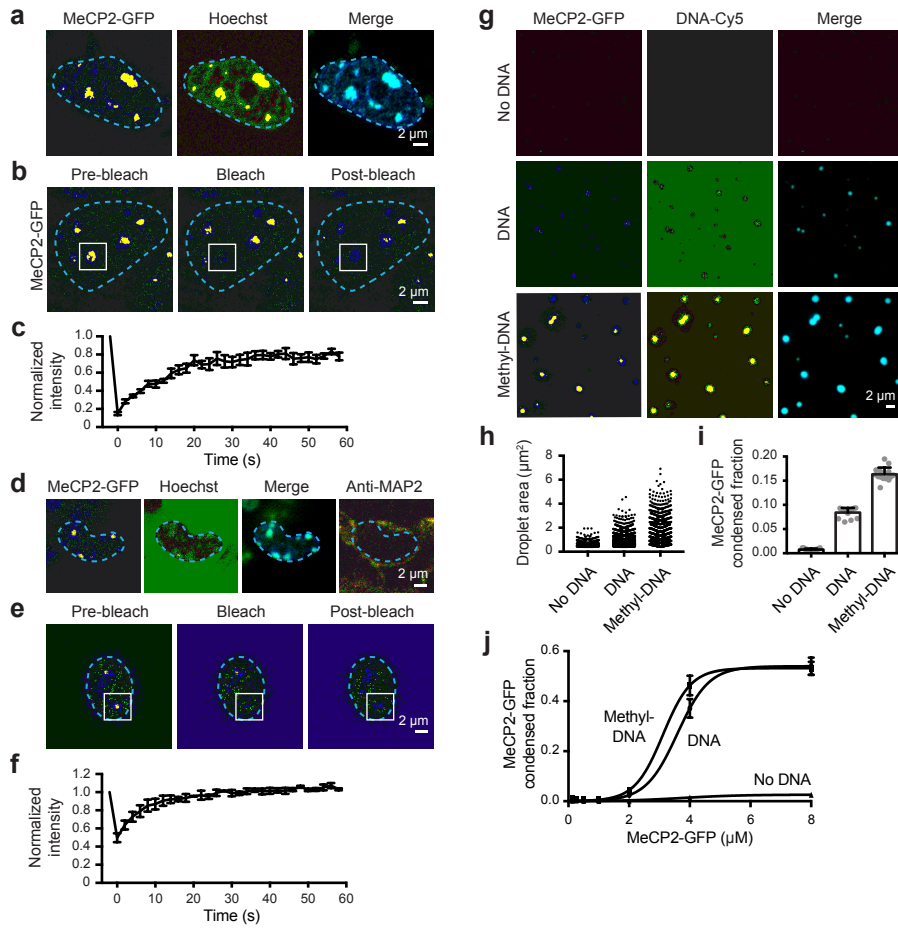 a
MeCP2-GFP
Hoechst
Merge
2 µm
b
Pre-bleach
Bleach
Post-bleach
MeCP2-GFP
2 µm
c
Normalized
intensity
1.0
0.8
0.6
0.4
0.2
0
0
10
20
30
40
50
60
Time (s)
d
MeCP2-GFP
Hoechst
Merge
Anti-MAP2
2 µm
e
Pre-bleach
Bleach
Post-bleach
2 µm
f
Normalized
intensity
1.2
1.0
0.8
0.6
0.4
0.2
0
0
10
20
30
40
50
60
Time (s)
g
MeCP2-GFP
DNA-Cy5
Merge
No DNA
DNA
Methyl-DNA
2 µm
h
Droplet area (µm²)
8
6
4
2
0
No DNA
DNA
Methyl-DNA
i
MeCP2-GFP
condensed fraction
0.20
0.15
0.10
0.05
0.00
No DNA
DNA
Methyl-DNA
j
MeCP2-GFP
condensed fraction
0.6
0.4
0.2
0.0
Methyl-
DNA
DNA
No DNA
0
2
4
6
8
MeCP2-GFP (µM)